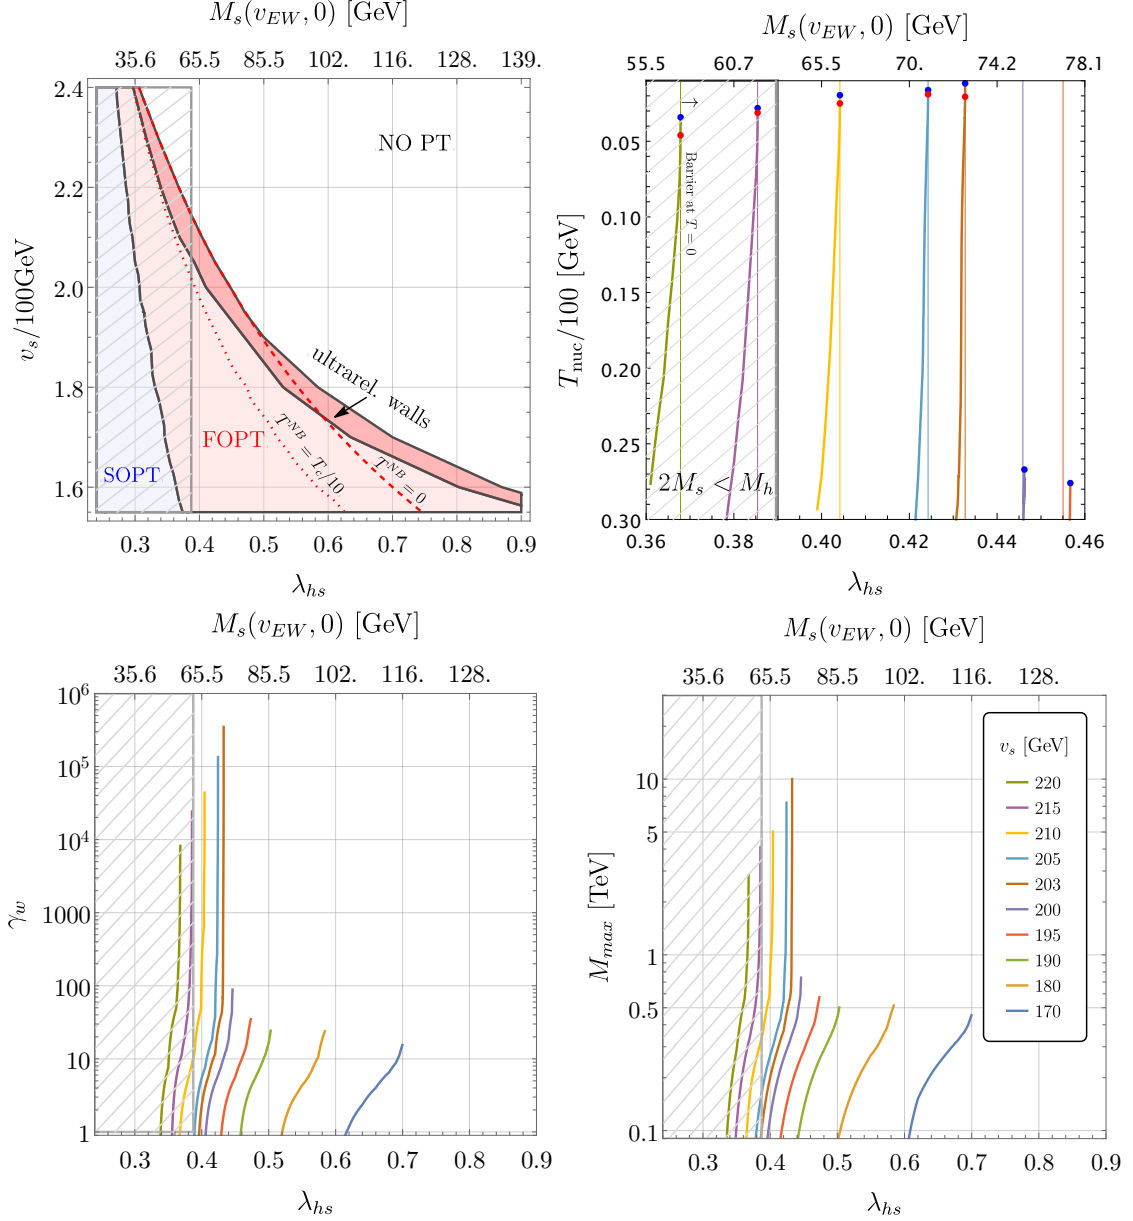 M_s(v_EW, 0) [GeV]
35.6 65.5 85.5 102. 116. 128. 139.
2.4
2.2
2.0
1.8
1.6
v_s/100GeV
NO PT
ultrarel. walls
FOPT
SOPT
T^NB = T_c/10
T^NB = 0
0.3 0.4 0.5 0.6 0.7 0.8 0.9
λ_hs
M_s(v_EW, 0) [GeV]
55.5 60.7 65.5 70. 74.2 78.1
0.05
0.10
0.15
0.20
0.25
0.30
T_nuc/100 [GeV]
→
Barrier at T = 0
2M_s < M_h
0.36 0.38 0.40 0.42 0.44 0.46
λ_hs
M_s(v_EW, 0) [GeV]
35.6 65.5 85.5 102. 116. 128.
10^6
10^5
10^4
1000
100
10
1
γ_w
0.3 0.4 0.5 0.6 0.7 0.8 0.9
λ_hs
M_s(v_EW, 0) [GeV]
35.6 65.5 85.5 102. 116. 128.
10
5
1
0.5
0.1
M_max [TeV]
v_s [GeV]
220
215
210
205
203
200
195
190
180
170
0.3 0.4 0.5 0.6 0.7 0.8 0.9
λ_hs